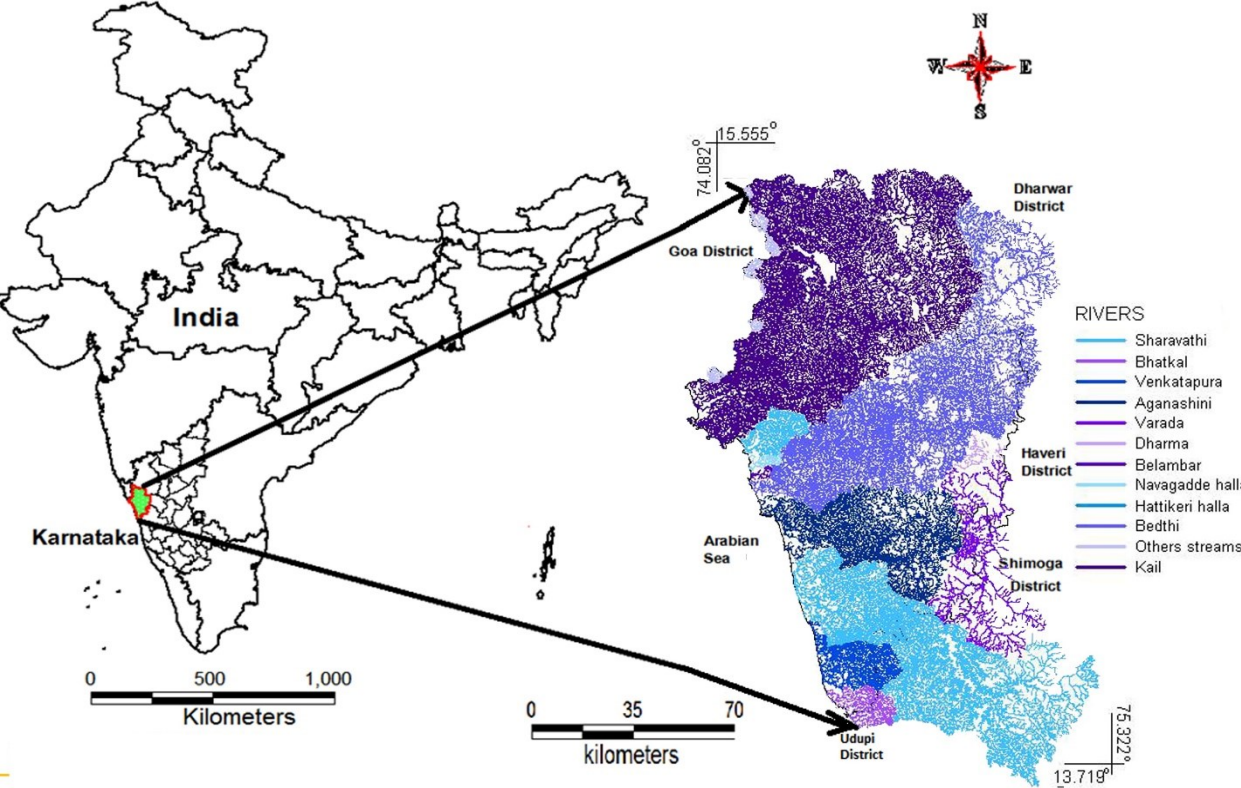 N
W
E
S
15.555°
74.082°
Dharwar
District
Goa District
India
RIVERS
Sharavathi
Bhatkal
Venkatapura
Aganashini
Varada
Dharma
Belambar
Navagadde halla
Hattikeri halla
Bedthi
Others streams
Kail
Haveri
District
Karnataka
Arabian
Sea
Shimoga
District
0 500 1,000
Kilometers
0 35 70
kilometers
Udupi
District
75.322°
13.719°